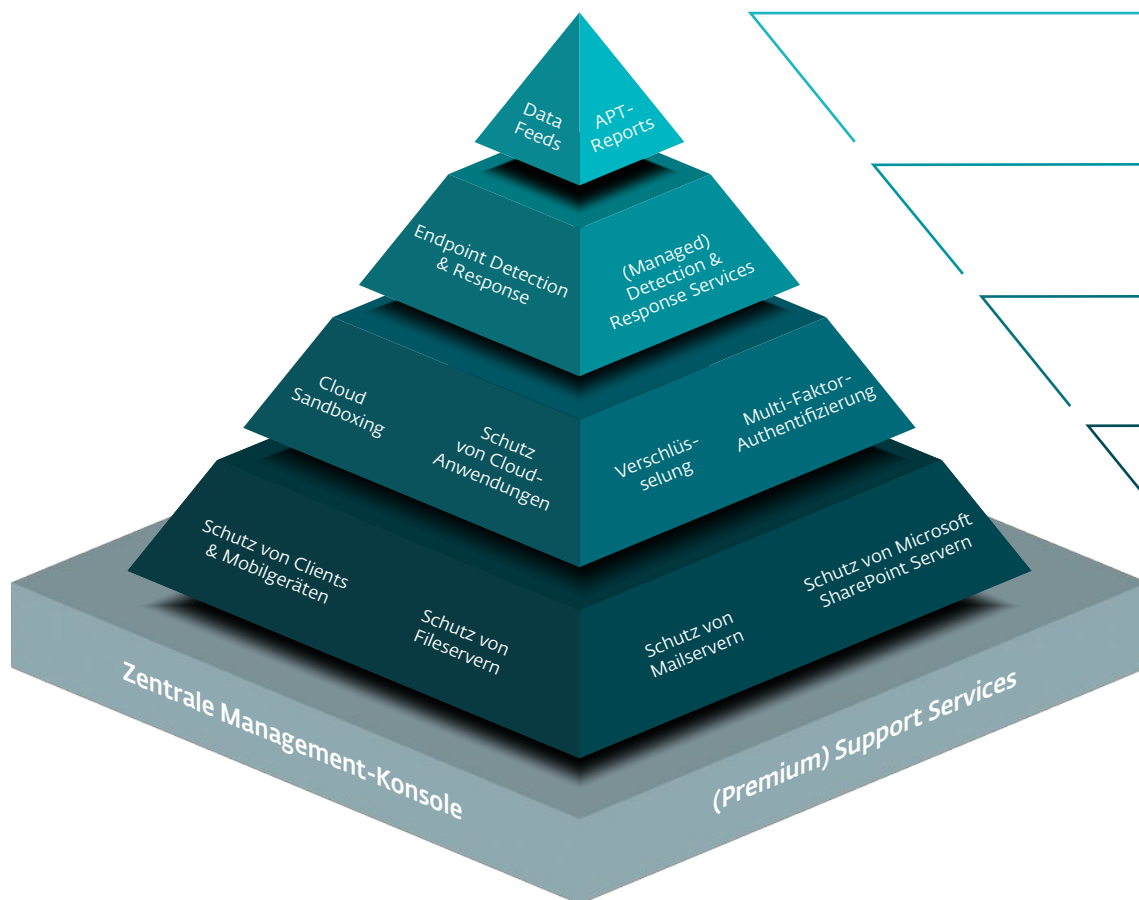 Data
Feeds
APT-
Reports
Endpoint Detection
& Response
(Managed)
Detection &
Response Services
Cloud
Sandboxing
Schutz
von Cloud-
Anwendungen
Verschlüs-
selung
Multi-Faktor-
Authentifizierung
Schutz von Clients
& Mobilgeräten
Schutz von
Fileservern
Schutz von
Mailservern
Schutz von Microsoft
SharePoint Servern
Zentrale Management-Konsole
(Premium) Support Services